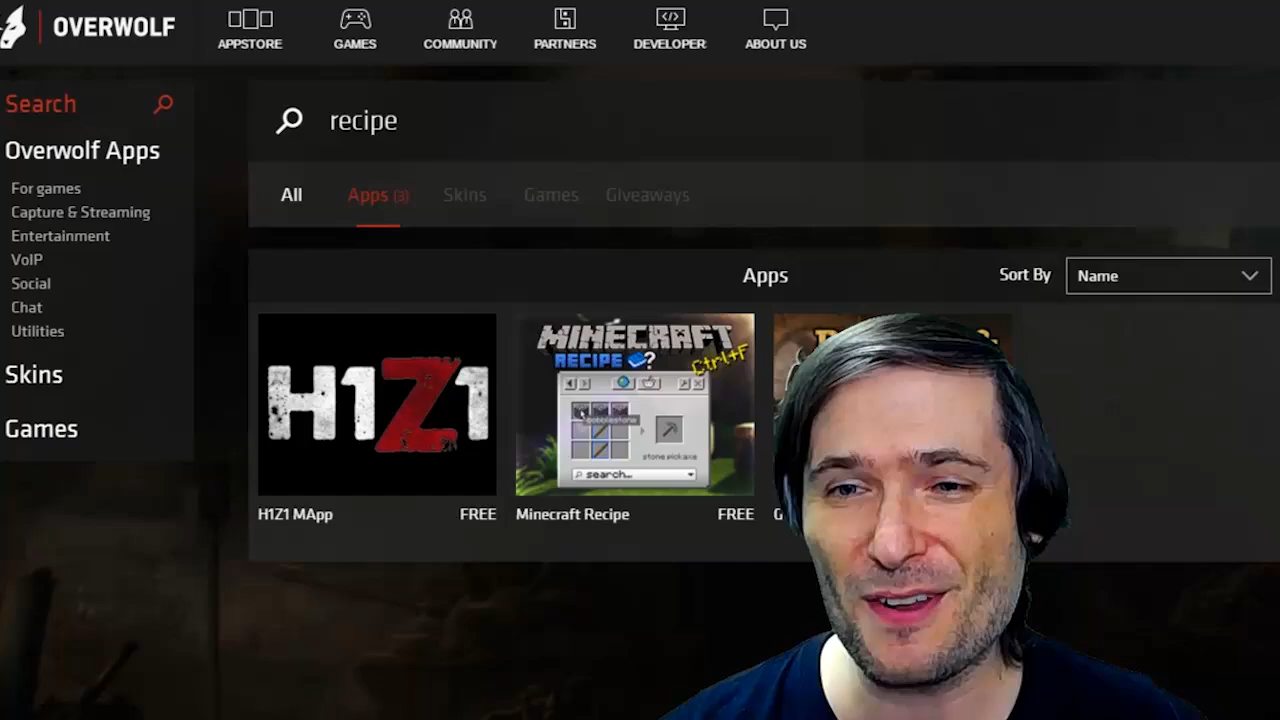 OVERWOLF
APPSTORE
GAMES
COMMUNITY
PARTNERS
DEVELOPER
ABOUT US
Search
Overwolf Apps
For games
Capture & Streaming
Entertainment
VoIP
Social
Chat
Utilities
Skins
Games
recipe
All
Apps (3)
Skins
Games
Giveaways
Apps
Sort By
Name
H1Z1
MINECRAFT
RECIPE ?
Ctrl+F
cobblestone
stone pickaxe
search...
H1Z1 MApp
FREE
Minecraft Recipe
FREE